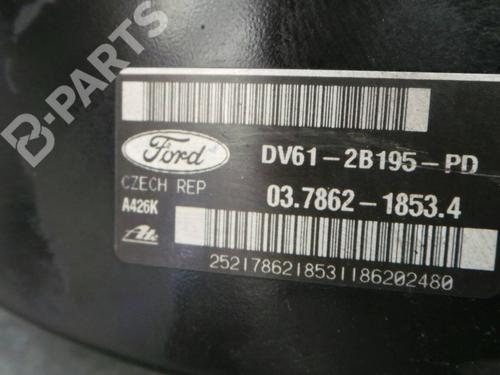 B-PARTS
Ford
DV61-2B195-PD
CZECH REP
03.7862-1853.4
A426K
Ate
2521786218531186202480